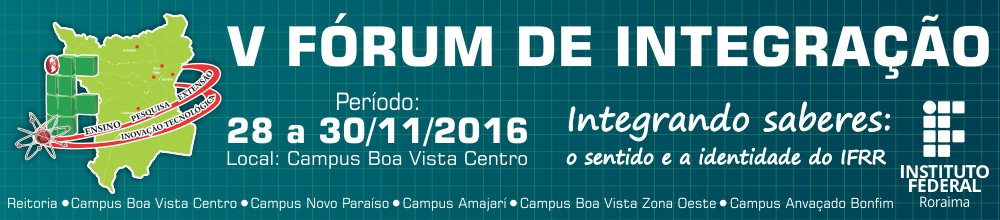 V FÓRUM DE INTEGRAÇÃO
Período:
28 a 30/11/2016
Local: Campus Boa Vista Centro
Integrando saberes:
o sentido e a identidade do IFRR
ENSINO PESQUISA EXTENSÃO
INOVAÇÃO TECNOLÓGICA
INSTITUTO
FEDERAL
Roraima
Reitoria ● Campus Boa Vista Centro ● Campus Novo Paraíso ● Campus Amajarí ● Campus Boa Vista Zona Oeste ● Campus Anvaçado Bonfim